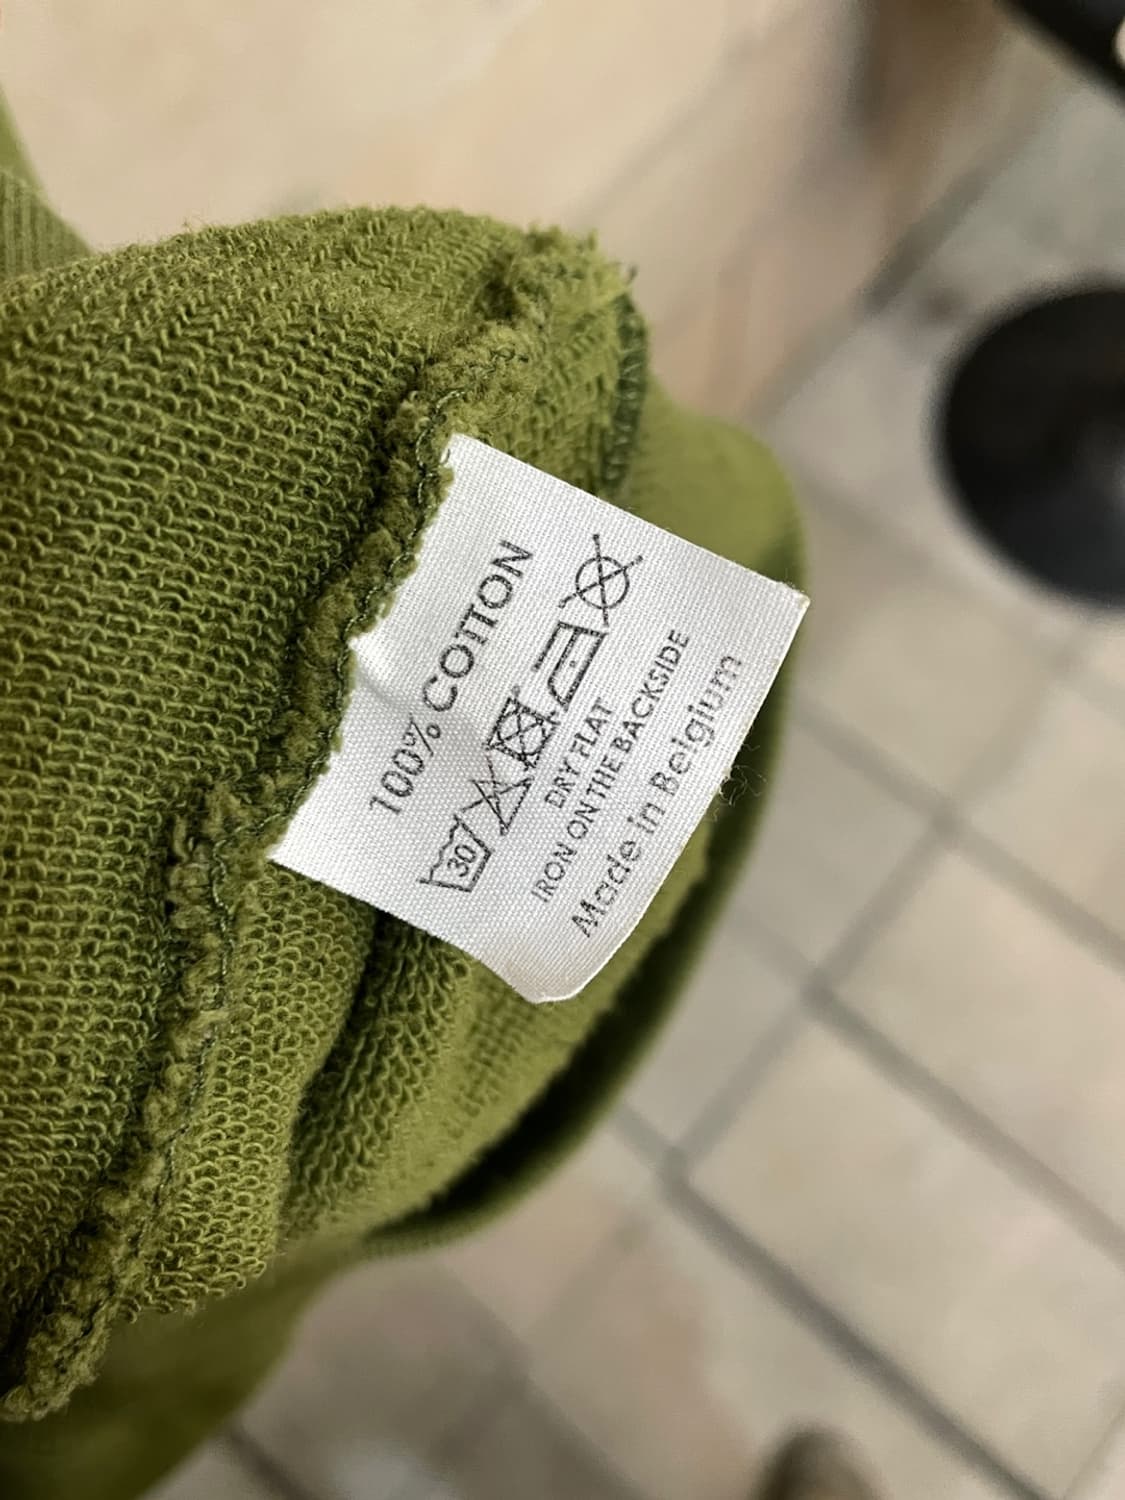 100% COTTON
30
DRY FLAT
IRON ON THE BACKSIDE
Made in Belgium